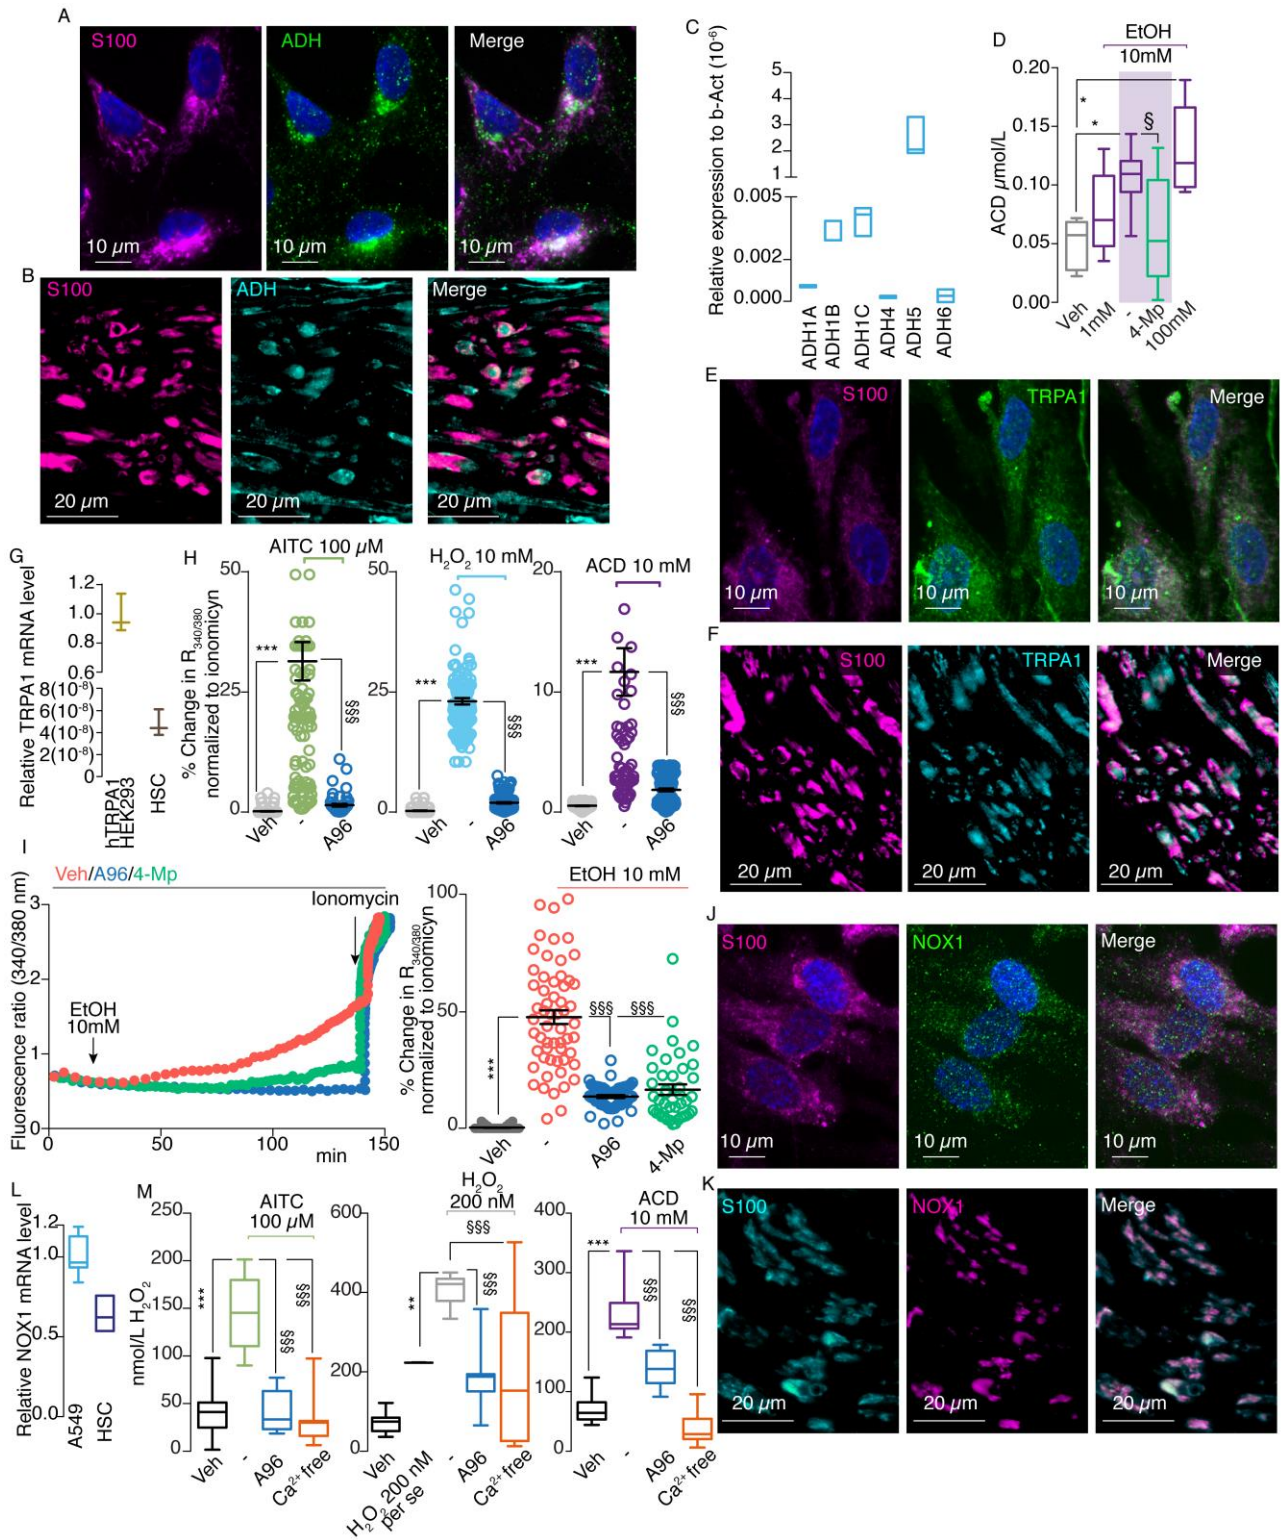 A
S100
ADH
Merge
10 µm
10 µm
10 µm
B
S100
ADH
Merge
20 µm
20 µm
20 µm
C
Relative expression to b-Act (10⁻⁶)
5
4
3
2
1
0.005
0.002
0.000
ADH1A
ADH1B
ADH1C
ADH4
ADH5
ADH6
D
EtOH
10mM
ACD µmol/L
0.20
0.15
0.10
0.05
0.00
*
*
§
Veh
1mM
-
4-Mp
100mM
E
S100
TRPA1
Merge
10 µm
10 µm
10 µm
F
S100
TRPA1
Merge
20 µm
20 µm
20 µm
G
Relative TRPA1 mRNA level
1.2
1.0
0.8
0.6
8(10⁻⁸)
6(10⁻⁸)
4(10⁻⁸)
2(10⁻⁸)
0
hTRPA1
HEK293
HSC
H
% Change in R340/380
normalized to ionomicyn
AITC 100 µM
50
25
0
***
§§§
Veh
-
A96
H₂O₂ 10 mM
50
25
0
***
§§§
Veh
-
A96
ACD 10 mM
20
10
0
***
§§§
Veh
-
A96
I
Veh/A96/4-Mp
Ionomycin
Fluorescence ratio (340/380 nm)
3
2
1
0
EtOH
10mM
0
50
100
150
min
% Change in R340/380
normalized to ionomicyn
EtOH 10 mM
100
50
0
***
§§§
§§§
Veh
-
A96
4-Mp
J
S100
NOX1
Merge
10 µm
10 µm
10 µm
K
S100
NOX1
Merge
20 µm
20 µm
20 µm
L
Relative NOX1 mRNA level
1.2
1.0
0.5
0.0
A549
HSC
M
nmol/L H₂O₂
AITC
100 µM
250
200
150
100
50
0
***
§§§
§§§
Veh
-
A96
Ca²⁺free
H₂O₂
200 nM
600
400
200
0
**
§§§
§§§
Veh
H₂O₂ 200 nM
per se
-
A96
Ca²⁺free
ACD
10 mM
400
300
200
100
0
***
§§§
§§§
Veh
-
A96
Ca²⁺free